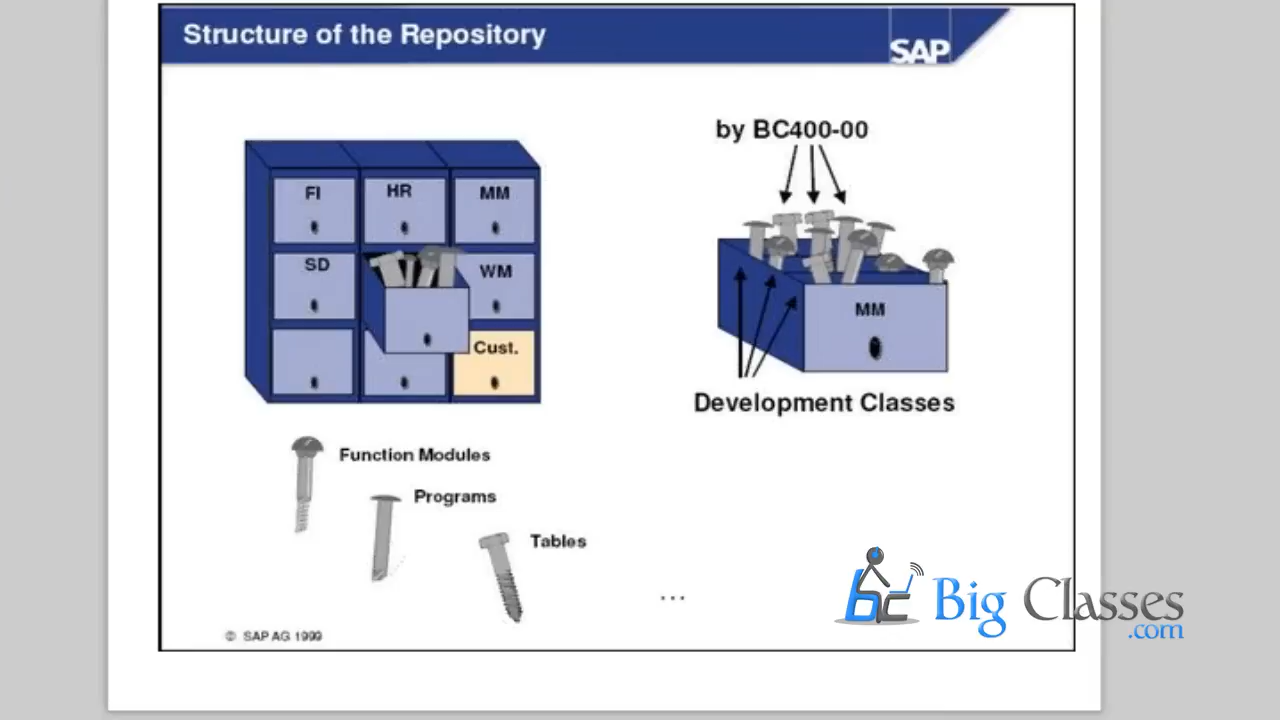 Structure of the Repository
SAP
by BC400-00
FI
HR
MM
SD
WM
Cust.
MM
Development Classes
Function Modules
Programs
Tables
...
© SAP AG 1999
bc Big Classes
.com